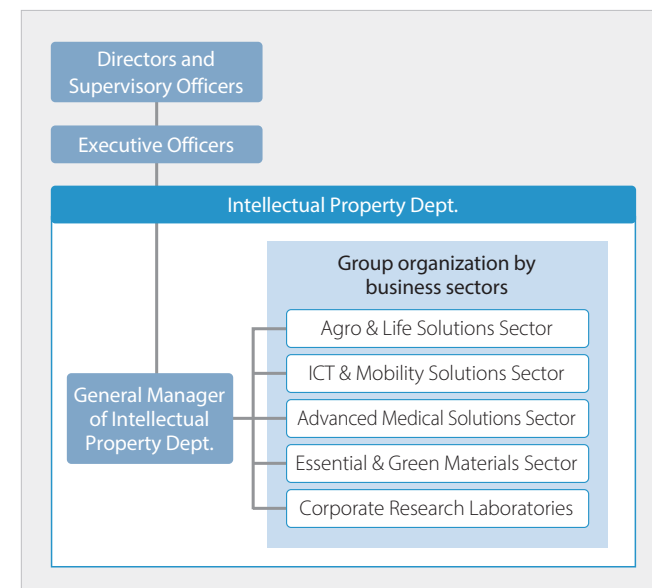 Directors and
Supervisory Officers
Executive Officers
Intellectual Property Dept.
Group organization by
business sectors
Agro & Life Solutions Sector
ICT & Mobility Solutions Sector
General Manager
of Intellectual
Property Dept.
Advanced Medical Solutions Sector
Essential & Green Materials Sector
Corporate Research Laboratories